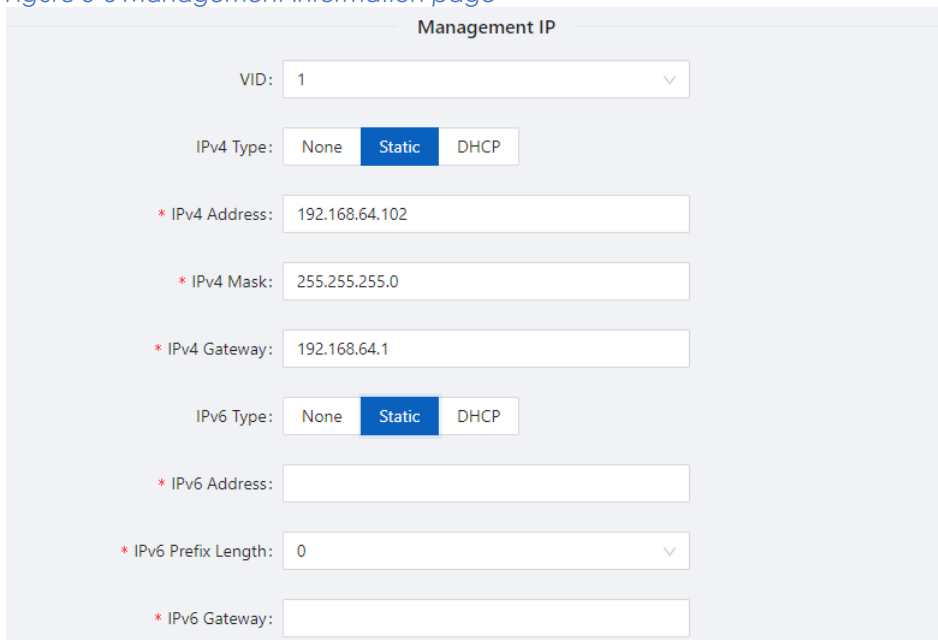 Management IP
VID: 1
IPv4 Type: None Static DHCP
* IPv4 Address: 192.168.64.102
* IPv4 Mask: 255.255.255.0
* IPv4 Gateway: 192.168.64.1
IPv6 Type: None Static DHCP
* IPv6 Address:
* IPv6 Prefix Length: 0
* IPv6 Gateway: